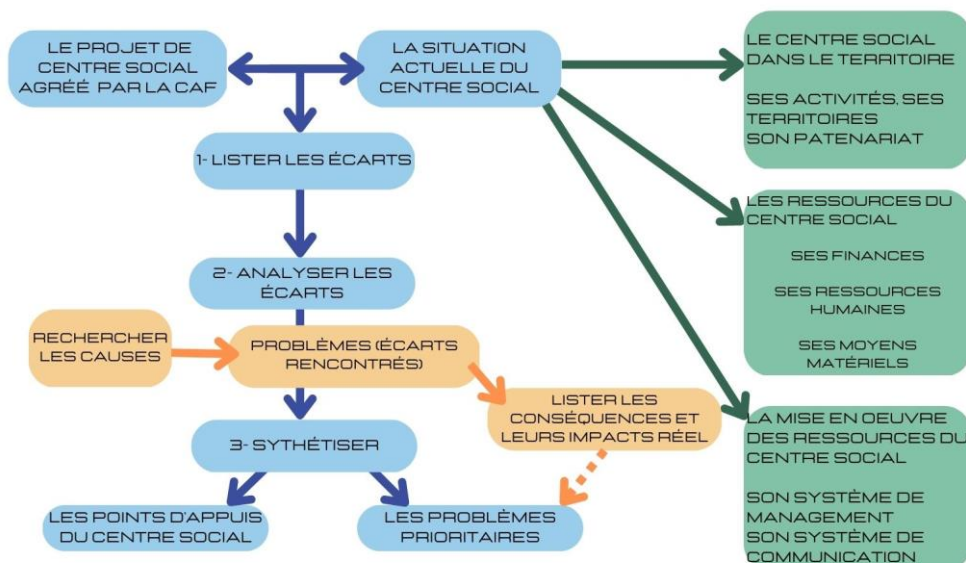 LE PROJET DE
CENTRE SOCIAL
AGRÉÉ PAR LA CAF
LA SITUATION
ACTUELLE DU
CENTRE SOCIAL
LE CENTRE SOCIAL
DANS LE TERRITOIRE
SES ACTIVITÉS, SES
TERRITOIRES
SON PATENARIAT
1- LISTER LES ÉCARTS
LES RESSOURCES DU
CENTRE SOCIAL
SES FINANCES
SES RESSOURCES
HUMAINES
SES MOYENS
MATÉRIELS
2- ANALYSER LES
ÉCARTS
RECHERCHER
LES CAUSES
PROBLÈMES (ÉCARTS
RENCONTRÉS)
LISTER LES
CONSÉQUENCES ET
LEURS IMPACTS RÉEL
3- SYTHÉTISER
LES POINTS D'APPUIS
DU CENTRE SOCIAL
LES PROBLÈMES
PRIORITAIRES
LA MISE EN OEUVRE
DES RESSOURCES DU
CENTRE SOCIAL
SON SYSTÈME DE
MANAGEMENT
SON SYSTÈME DE
COMMUNICATION